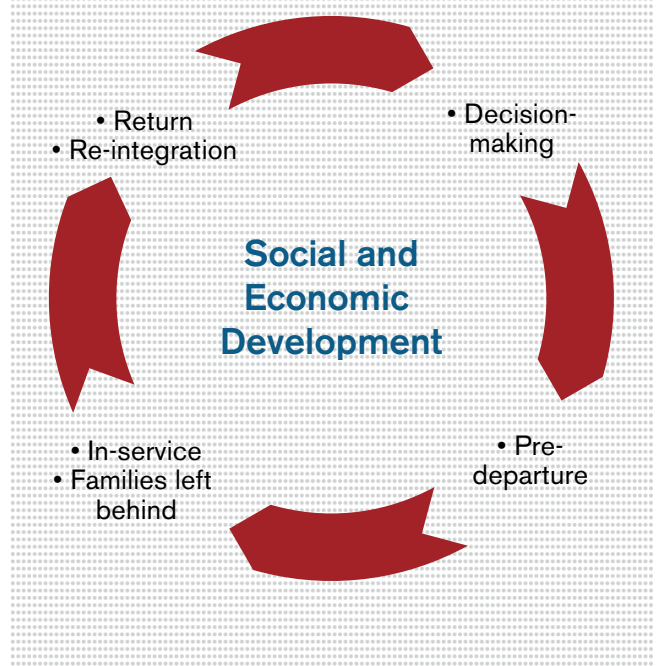 • Return
• Re-integration
• Decision-
making
Social and
Economic
Development
• In-service
• Families left
behind
• Pre-
departure